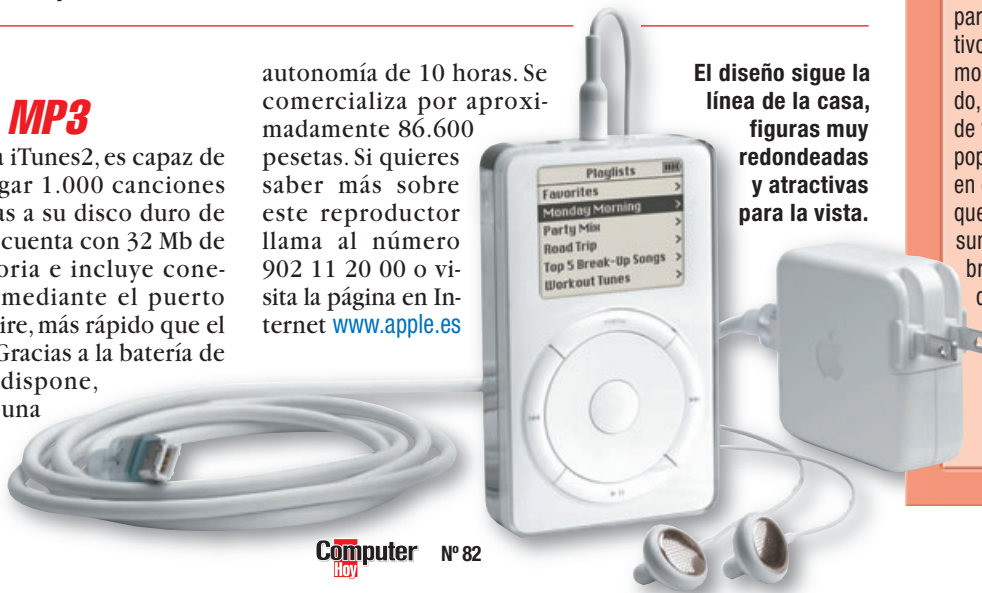 MP3
a iTunes2, es capaz de
gar 1.000 canciones
as a su disco duro de
cuenta con 32 Mb de
oria e incluye cone-
mediante el puerto
ire, más rápido que el
Gracias a la batería de
dispone,
una
autonomía de 10 horas. Se
comercializa por aproxi-
madamente 86.600
pesetas. Si quieres
saber más sobre
este reproductor
llama al número
902 11 20 00 o vi-
sita la página en In-
ternet www.apple.es
El diseño sigue la
línea de la casa,
figuras muy
redondeadas
y atractivas
para la vista.
Playlists
Favorites
Monday Morning
Party Mix
Road Trip
Top 5 Break-Up Songs
Workout Tunes
MENU
par
tivo
mo
do,
de
pop
en
que
sur
br
Computer Hoy Nº 82